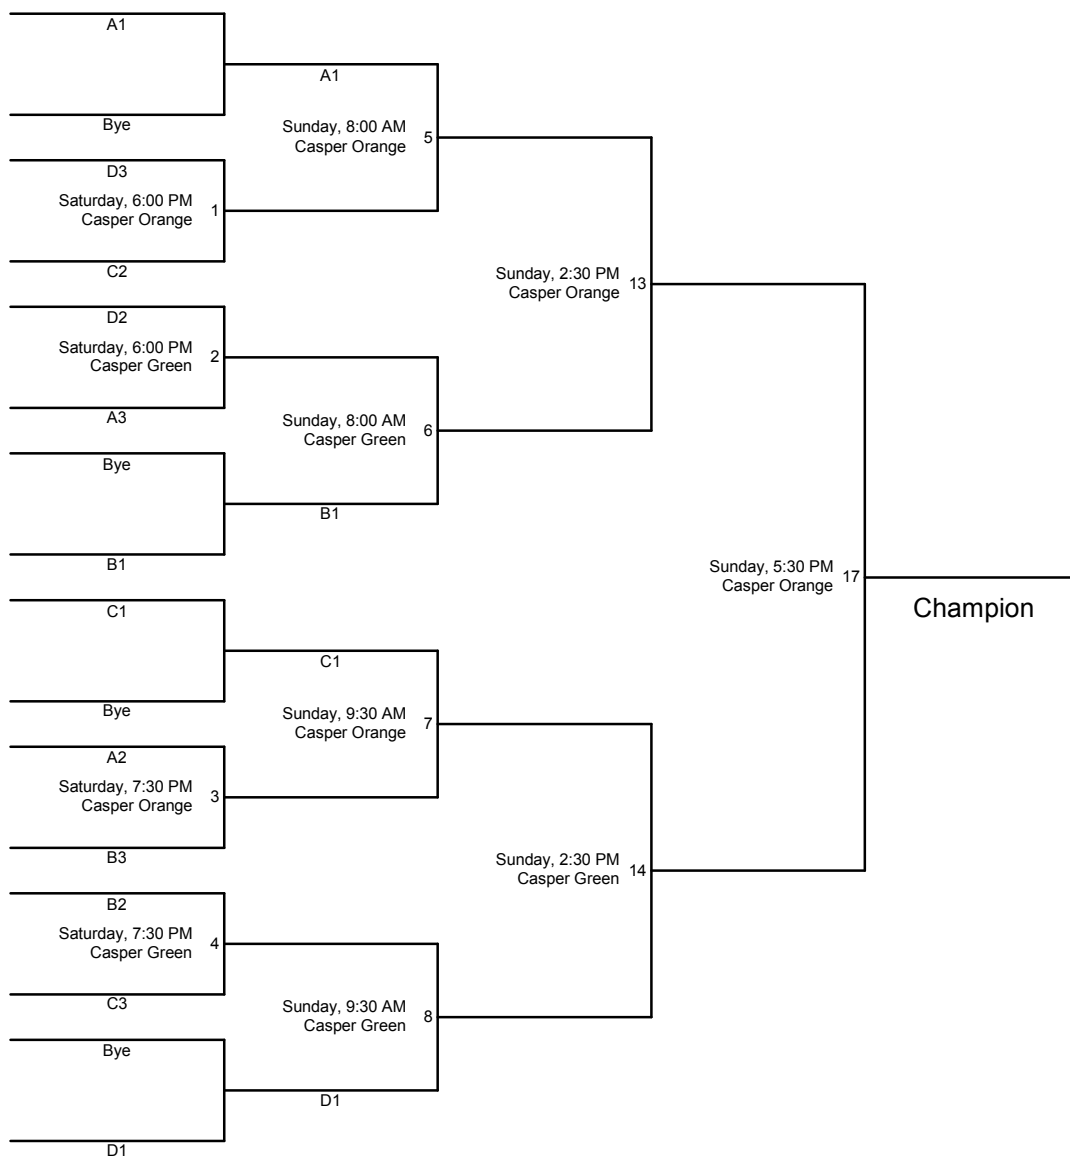 A1
A1
Bye
Sunday, 8:00 AM
Casper Orange
5
D3
Saturday, 6:00 PM
Casper Orange
1
C2
Sunday, 2:30 PM
Casper Orange
13
D2
Saturday, 6:00 PM
Casper Green
2
A3
Sunday, 8:00 AM
Casper Green
6
Bye
B1
B1
Sunday, 5:30 PM
Casper Orange
17
Champion
C1
C1
Bye
Sunday, 9:30 AM
Casper Orange
7
A2
Saturday, 7:30 PM
Casper Orange
3
B3
Sunday, 2:30 PM
Casper Green
14
B2
Saturday, 7:30 PM
Casper Green
4
C3
Sunday, 9:30 AM
Casper Green
8
Bye
D1
D1